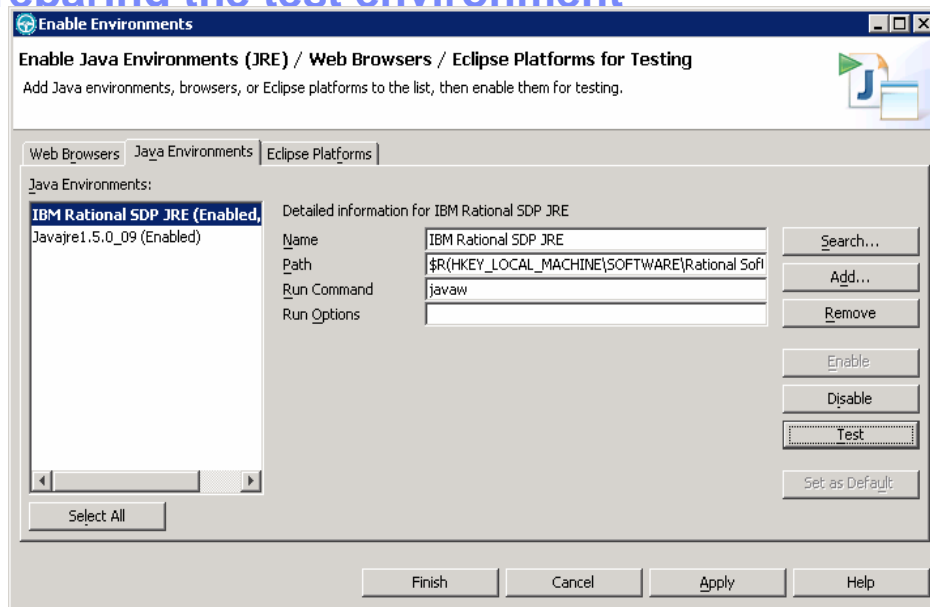 the test environment
Enable Environments
Enable Java Environments (JRE) / Web Browsers / Eclipse Platforms for Testing
Add Java environments, browsers, or Eclipse platforms to the list, then enable them for testing.
Web Browsers Java Environments Eclipse Platforms
Java Environments:
IBM Rational SDP JRE (Enabled,
Javajre1.5.0_09 (Enabled)
Detailed information for IBM Rational SDP JRE
Name IBM Rational SDP JRE
Path $R(HKEY_LOCAL_MACHINE\SOFTWARE\Rational Soft
Run Command javaw
Run Options
Search...
Add...
Remove
Enable
Disable
Test
Set as Default
Select All
Finish Cancel Apply Help